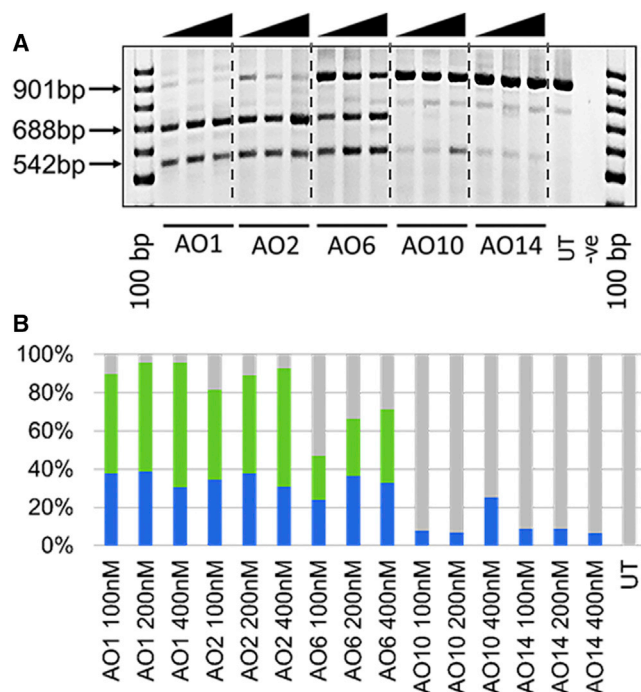 A
901bp
688bp
542bp
100 bp AO1 AO2 AO6 AO10 AO14 UT -ve 100 bp
B
100%
80%
60%
40%
20%
0%
AO1 100nM
AO1 200nM
AO1 400nM
AO2 100nM
AO2 200nM
AO2 400nM
AO6 100nM
AO6 200nM
AO6 400nM
AO10 100nM
AO10 200nM
AO10 400nM
AO14 100nM
AO14 200nM
AO14 400nM
UT